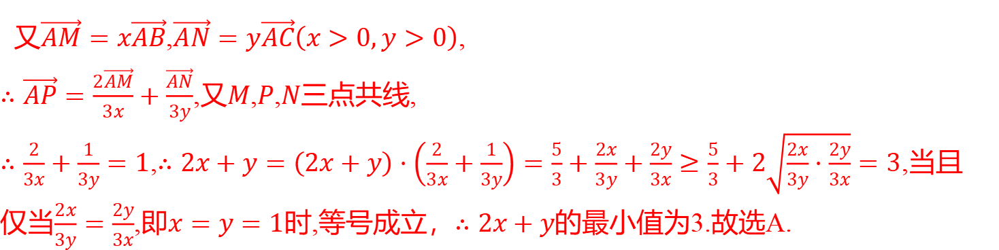 又$\overrightarrow{AM}=x\overrightarrow{AB}$,$\overrightarrow{AN}=y\overrightarrow{AC}(x>0,y>0)$,
∴ $\overrightarrow{AP}=\frac{2\overrightarrow{AM}}{3x}+\frac{\overrightarrow{AN}}{3y}$,又$M$,$P$,$N$三点共线,
∴ $\frac{2}{3x}+\frac{1}{3y}=1$,∴ $2x+y=(2x+y)\cdot\left(\frac{2}{3x}+\frac{1}{3y}\right)=\frac{5}{3}+\frac{2x}{3y}+\frac{2y}{3x}\geq\frac{5}{3}+2\sqrt{\frac{2x}{3y}\cdot\frac{2y}{3x}}=3$,当且
仅当$\frac{2x}{3y}=\frac{2y}{3x}$,即$x=y=1$时,等号成立，∴ $2x+y$的最小值为3.故选A.